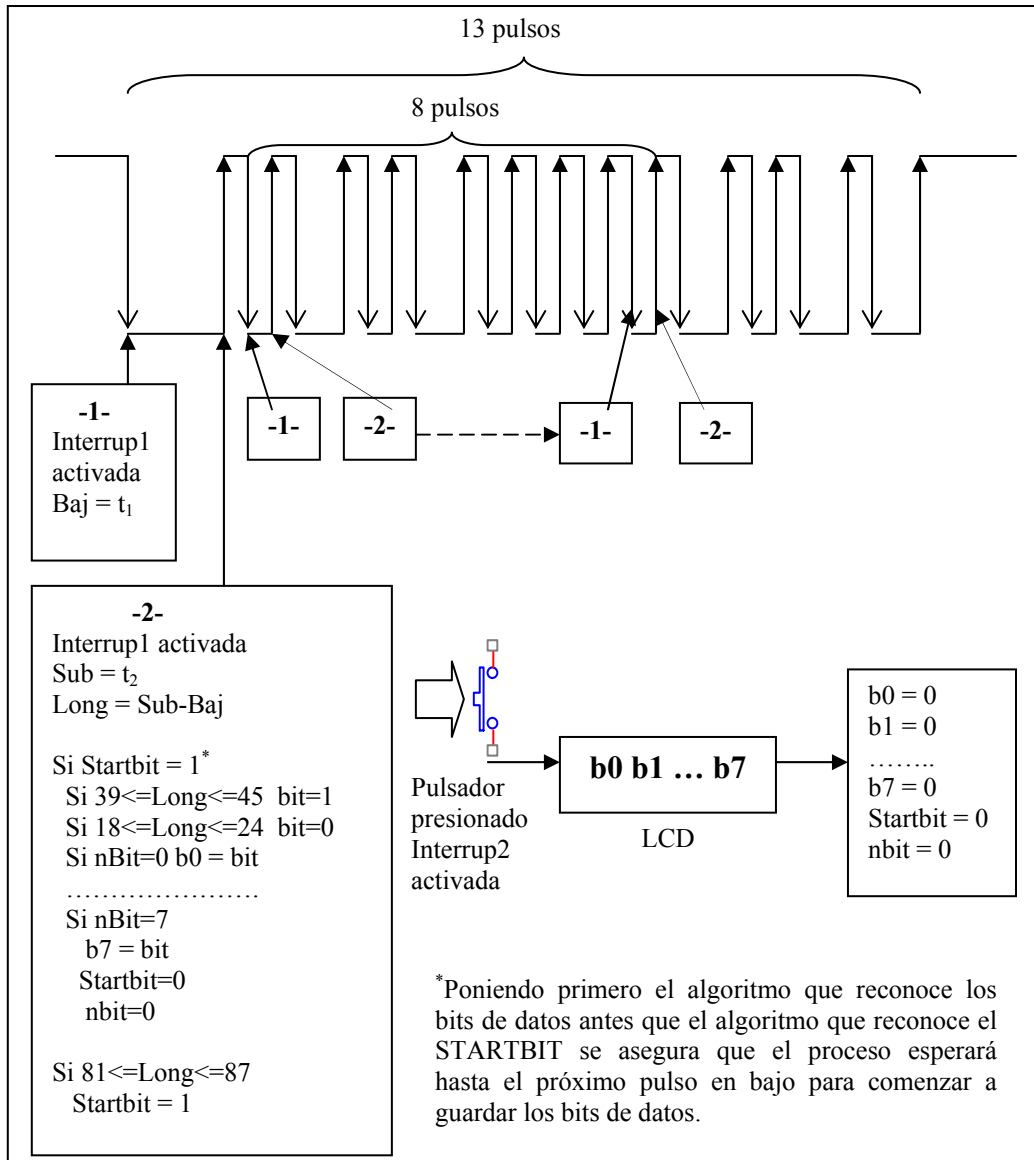 13 pulsos
8 pulsos
-1-
Interrup1
activada
Baj = t1
-1-
-2-
-1-
-2-
-2-
Interrup1 activada
Sub = t2
Long = Sub-Baj
Si Startbit = 1*
Si 39<=Long<=45 bit=1
Si 18<=Long<=24 bit=0
Si nBit=0 b0 = bit
………………….
Si nBit=7
b7 = bit
Startbit=0
nbit=0
Si 81<=Long<=87
Startbit = 1
Pulsador
presionado
Interrup2
activada
b0 b1 … b7
LCD
b0 = 0
b1 = 0
……..
b7 = 0
Startbit = 0
nbit = 0
*Poniendo primero el algoritmo que reconoce los
bits de datos antes que el algoritmo que reconoce el
STARTBIT se asegura que el proceso esperará
hasta el próximo pulso en bajo para comenzar a
guardar los bits de datos.